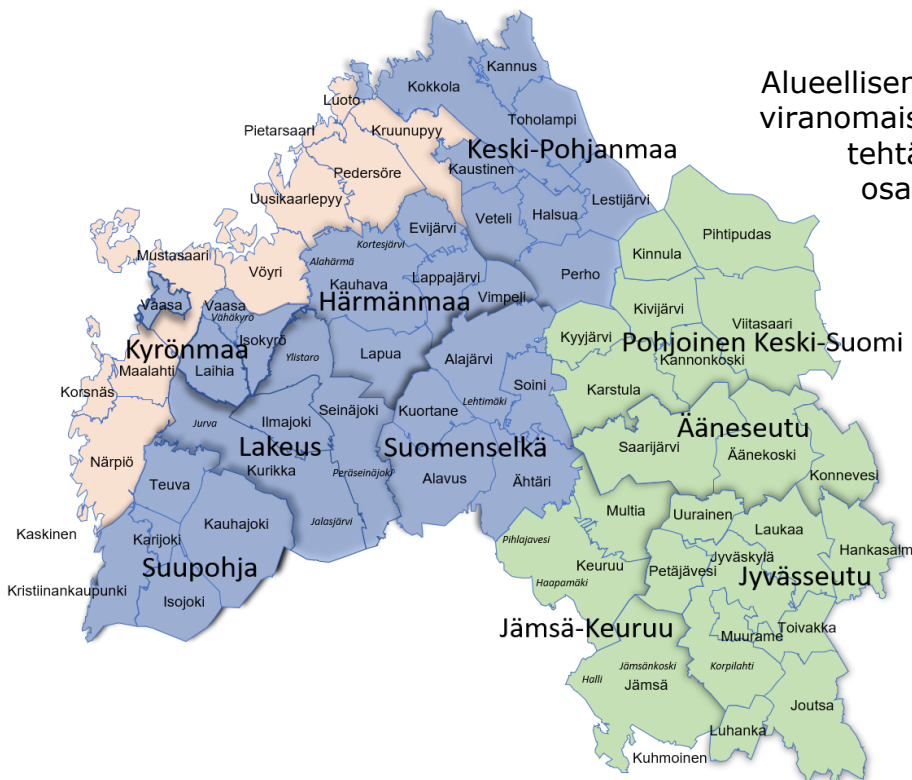 Alueellisen
viranomais
tehtä
osa
Kannus
Kokkola
Luoto
Toholampi
Pietarsaari
Kruunupyy
Keski-Pohjanmaa
Kaustinen
Pedersöre
Uusikaarlepyy
Lestijärvi
Veteli
Halsua
Evijärvi
Kortesjärvi
Pihtipudas
Mustasaari
Alahärmä
Kinnula
Vöyri
Lappajärvi
Perho
Kauhava
Vimpeli
Härmänmaa
Vaasa
Vaasa
Vähäkyrö
Kivijärvi
Viitasaari
Isokyrö
Kyyjärvi
Pohjoinen Keski-Suomi
Kyrönmaa
Ylistaro
Lapua
Alajärvi
Kannonkoski
Maalahti
Laihia
Soini
Korsnäs
Karstula
Lehtimäki
Seinäjoki
Kuortane
Ilmajoki
Jurva
Ääneseutu
Lakeus
Suomenselkä
Saarijärvi
Äänekoski
Närpiö
Kurikka
Peräseinäjoki
Konnevesi
Alavus
Ähtäri
Teuva
Multia
Uurainen
Kauhajoki
Jalasjärvi
Laukaa
Kaskinen
Karijoki
Pihlajavesi
Hankasalm
Jyväskylä
Keuruu
Petäjävesi
Suupohja
Jyvässeutu
Haapamäki
Kristiinankaupunki
Isojoki
Jämsä-Keuruu
Toivakka
Muurame
Jämsänkoski
Korpilahti
Halli
Jämsä
Joutsa
Luhanka
Kuhmoinen